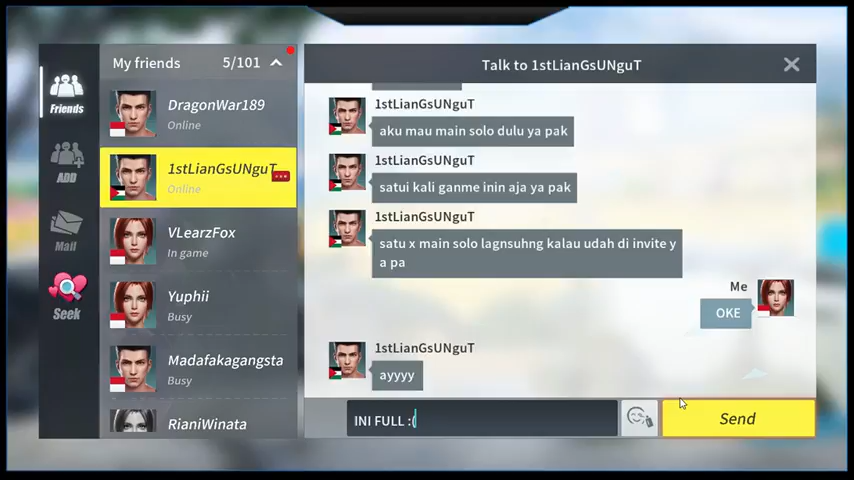 My friends 5/101
Talk to 1stLianGsUNguT
Friends
ADD
Mail
Seek
DragonWar189
Online
1stLianGsUNguT
Online
VLearzFox
In game
Yuphii
Busy
Madafakagangsta
Busy
RianiWinata
1stLianGsUNguT
aku mau main solo dulu ya pak
1stLianGsUNguT
satui kali ganme inin aja ya pak
1stLianGsUNguT
satu x main solo lagnsuhng kalau udah di invite y
a pa
Me
OKE
1stLianGsUNguT
ayyyy
INI FULL :(
Send